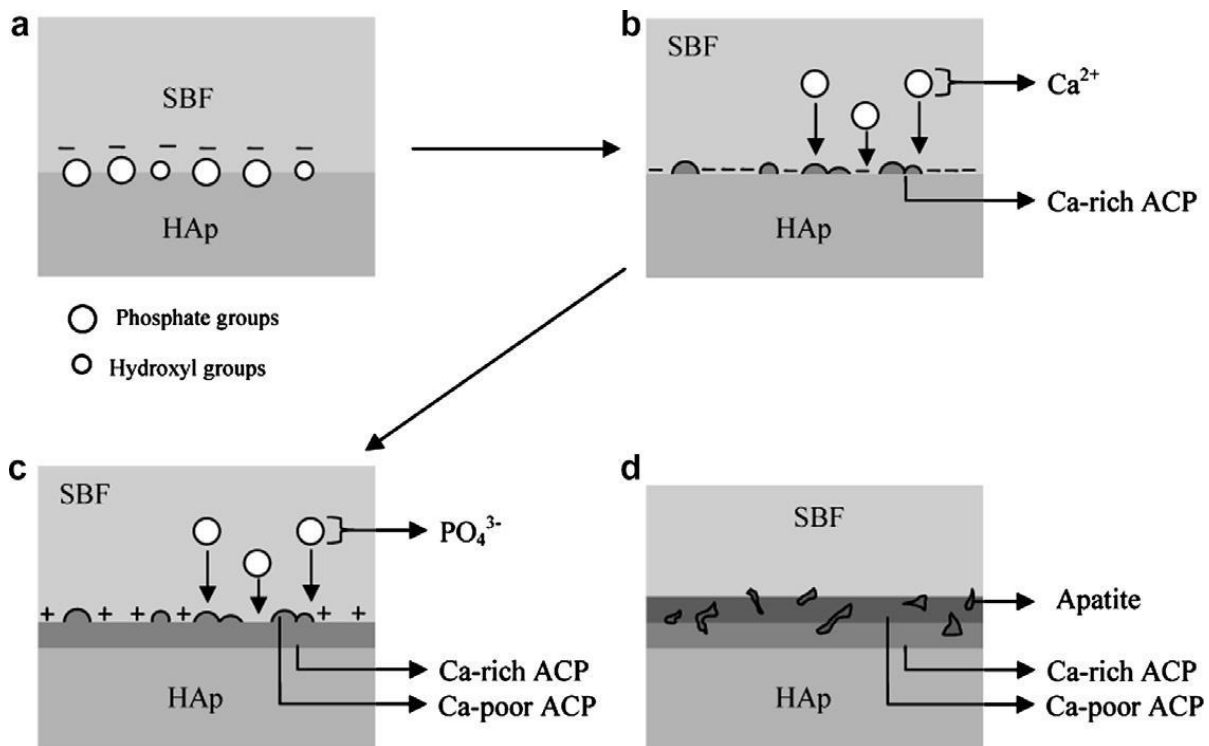 a
SBF
– – – – – –
HAp
Phosphate groups
Hydroxyl groups
b
SBF
Ca²⁺
Ca-rich ACP
HAp
c
SBF
PO₄³⁻
+ + + + + +
Ca-rich ACP
HAp
Ca-poor ACP
d
SBF
Apatite
Ca-rich ACP
Ca-poor ACP
HAp